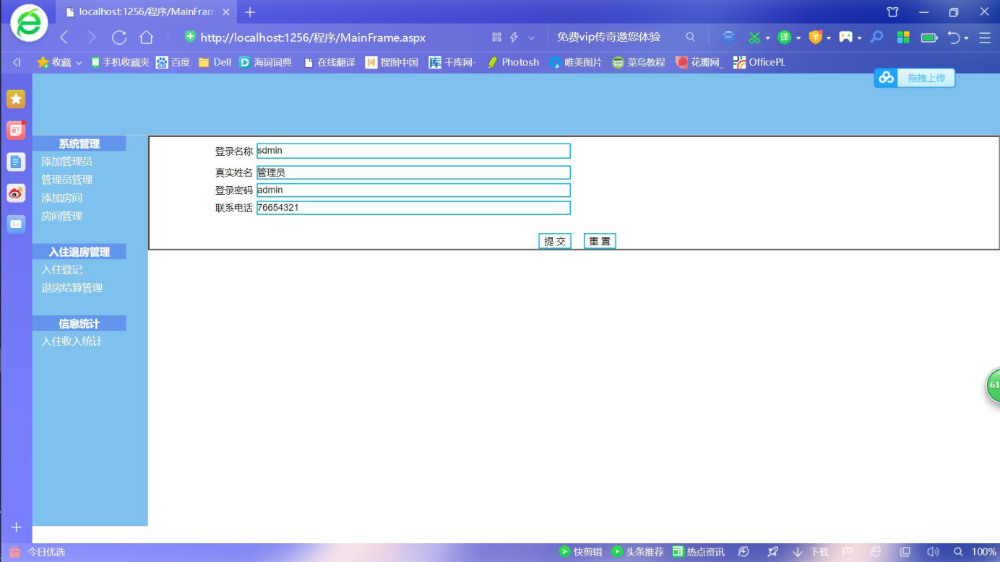 localhost:1256/程序/MainFram
http://localhost:1256/程序/MainFrame.aspx
免费vip传奇邀您体验
译
收藏 手机收藏夹 百度 Dell 海词词典 在线翻译 搜图中国 千库网- Photosh 唯美图片 菜鸟教程 花瓣网_ OfficePL
拖拽上传
系统管理
添加管理员
管理员管理
添加房间
房间管理
入住退房管理
入住登记
退房结算管理
信息统计
入住收入统计
登录名称 sdmin
真实姓名 管理员
登录密码 admin
联系电话 76654321
提 交 重 置
61
今日优选 快剪辑 头条推荐 热点资讯 下载 100%